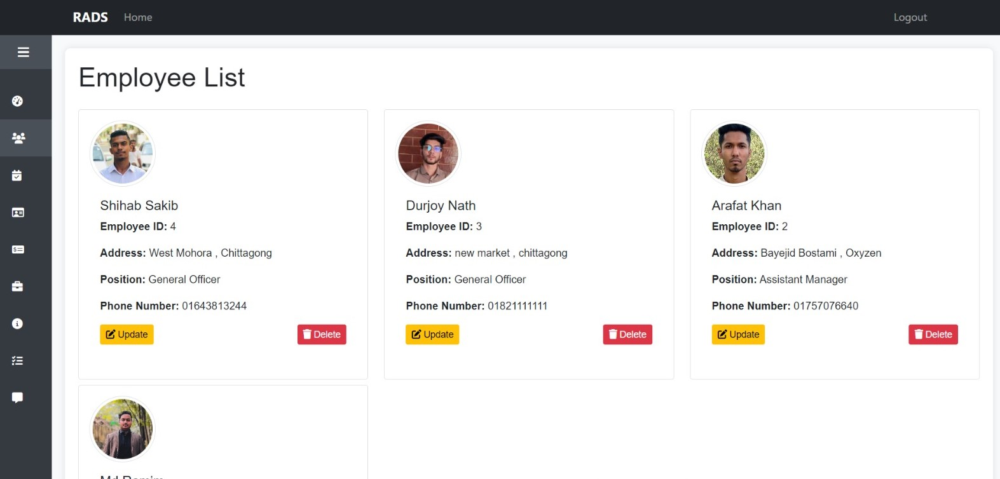 RADS Home Logout
Employee List
Shihab Sakib
Employee ID: 4
Address: West Mohora , Chittagong
Position: General Officer
Phone Number: 01643813244
Update Delete
Durjoy Nath
Employee ID: 3
Address: new market , chittagong
Position: General Officer
Phone Number: 01821111111
Update Delete
Arafat Khan
Employee ID: 2
Address: Bayejid Bostami , Oxyzen
Position: Assistant Manager
Phone Number: 01757076640
Update Delete